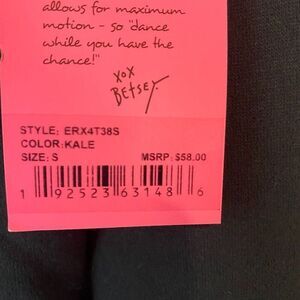 allows for maximum
motion - so "dance
while you have the
chance!"
xox
Betsey.
STYLE: ERX4T38S
COLOR: KALE
SIZE: S MSRP: $58.00
1 92523 63148 6